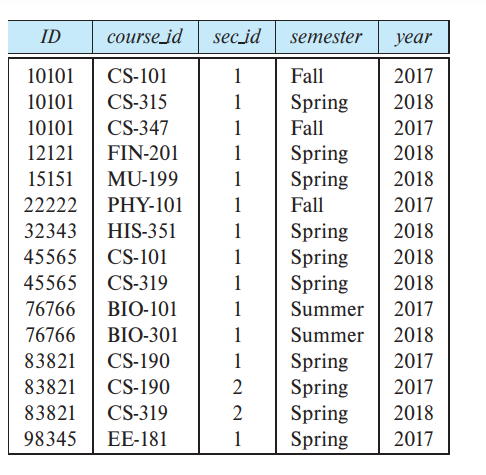 ID course_id sec_id semester year
10101 CS-101 1 Fall 2017
10101 CS-315 1 Spring 2018
10101 CS-347 1 Fall 2017
12121 FIN-201 1 Spring 2018
15151 MU-199 1 Spring 2018
22222 PHY-101 1 Fall 2017
32343 HIS-351 1 Spring 2018
45565 CS-101 1 Spring 2018
45565 CS-319 1 Spring 2018
76766 BIO-101 1 Summer 2017
76766 BIO-301 1 Summer 2018
83821 CS-190 1 Spring 2017
83821 CS-190 2 Spring 2017
83821 CS-319 2 Spring 2018
98345 EE-181 1 Spring 2017